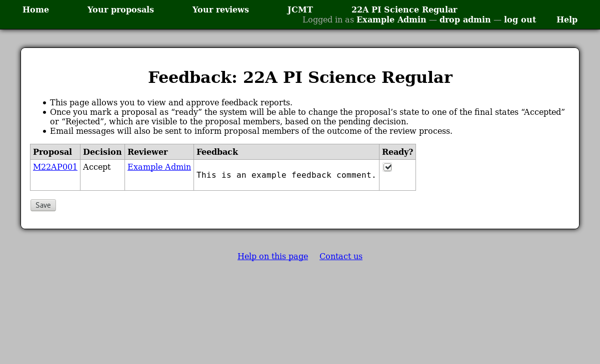 Home Your proposals Your reviews JCMT 22A PI Science Regular
Logged in as Example Admin — drop admin — log out Help
Feedback: 22A PI Science Regular
• This page allows you to view and approve feedback reports.
• Once you mark a proposal as “ready” the system will be able to change the proposal’s state to one of the final states “Accepted”
or “Rejected”, which are visible to the proposal members, based on the pending decision.
• Email messages will also be sent to inform proposal members of the outcome of the review process.
Proposal Decision Reviewer Feedback Ready?
M22AP001 Accept Example Admin
This is an example feedback comment.
Save
Help on this page Contact us